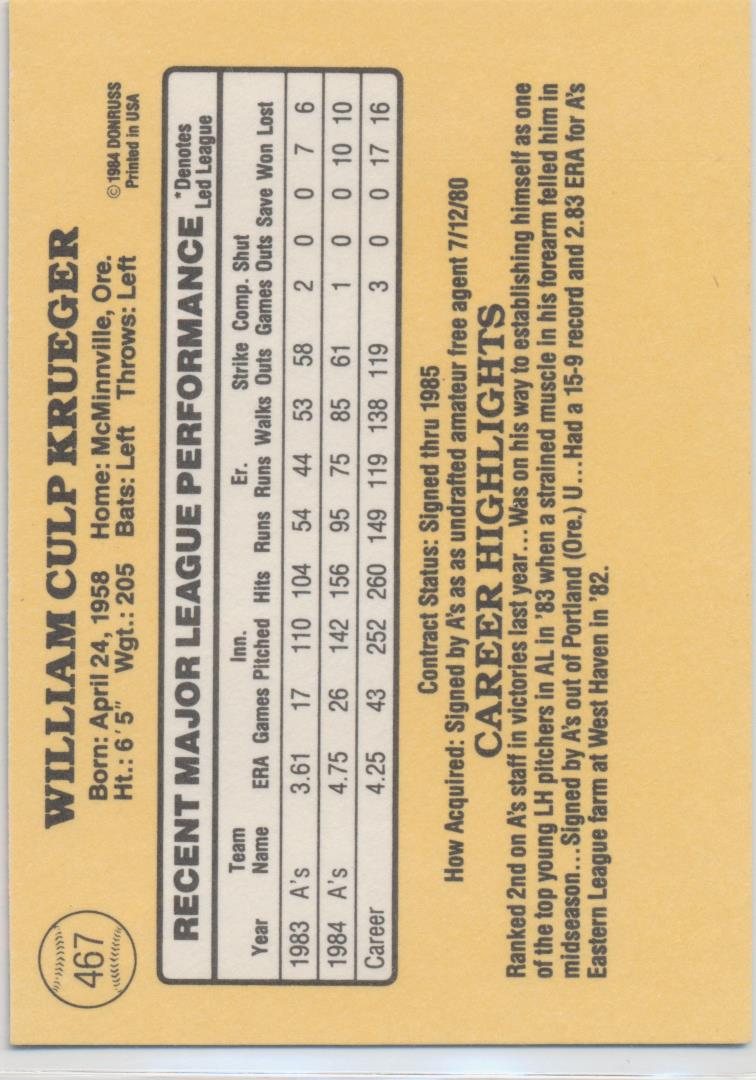 467
WILLIAM CULP KRUEGER
Born: April 24, 1958 Home: McMinnville, Ore.
Ht.: 6'5" Wgt.: 205 Bats: Left Throws: Left
© 1984 DONRUSS
Printed in USA
RECENT MAJOR LEAGUE PERFORMANCE *Denotes
Led League
Team Inn. Er. Strike Comp. Shut
Year Name ERA Games Pitched Hits Runs Runs Walks Outs Games Outs Save Won Lost
1983 A's 3.61 17 110 104 54 44 53 58 2 0 0 7 6
1984 A's 4.75 26 142 156 95 75 85 61 1 0 0 10 10
Career 4.25 43 252 260 149 119 138 119 3 0 0 17 16
Contract Status: Signed thru 1985
How Acquired: Signed by A's as as undrafted amateur free agent 7/12/80
CAREER HIGHLIGHTS
Ranked 2nd on A's staff in victories last year...Was on his way to establishing himself as one
of the top young LH pitchers in AL in '83 when a strained muscle in his forearm felled him in
midseason...Signed by A's out of Portland (Ore.) U...Had a 15-9 record and 2.83 ERA for A's
Eastern League farm at West Haven in '82.